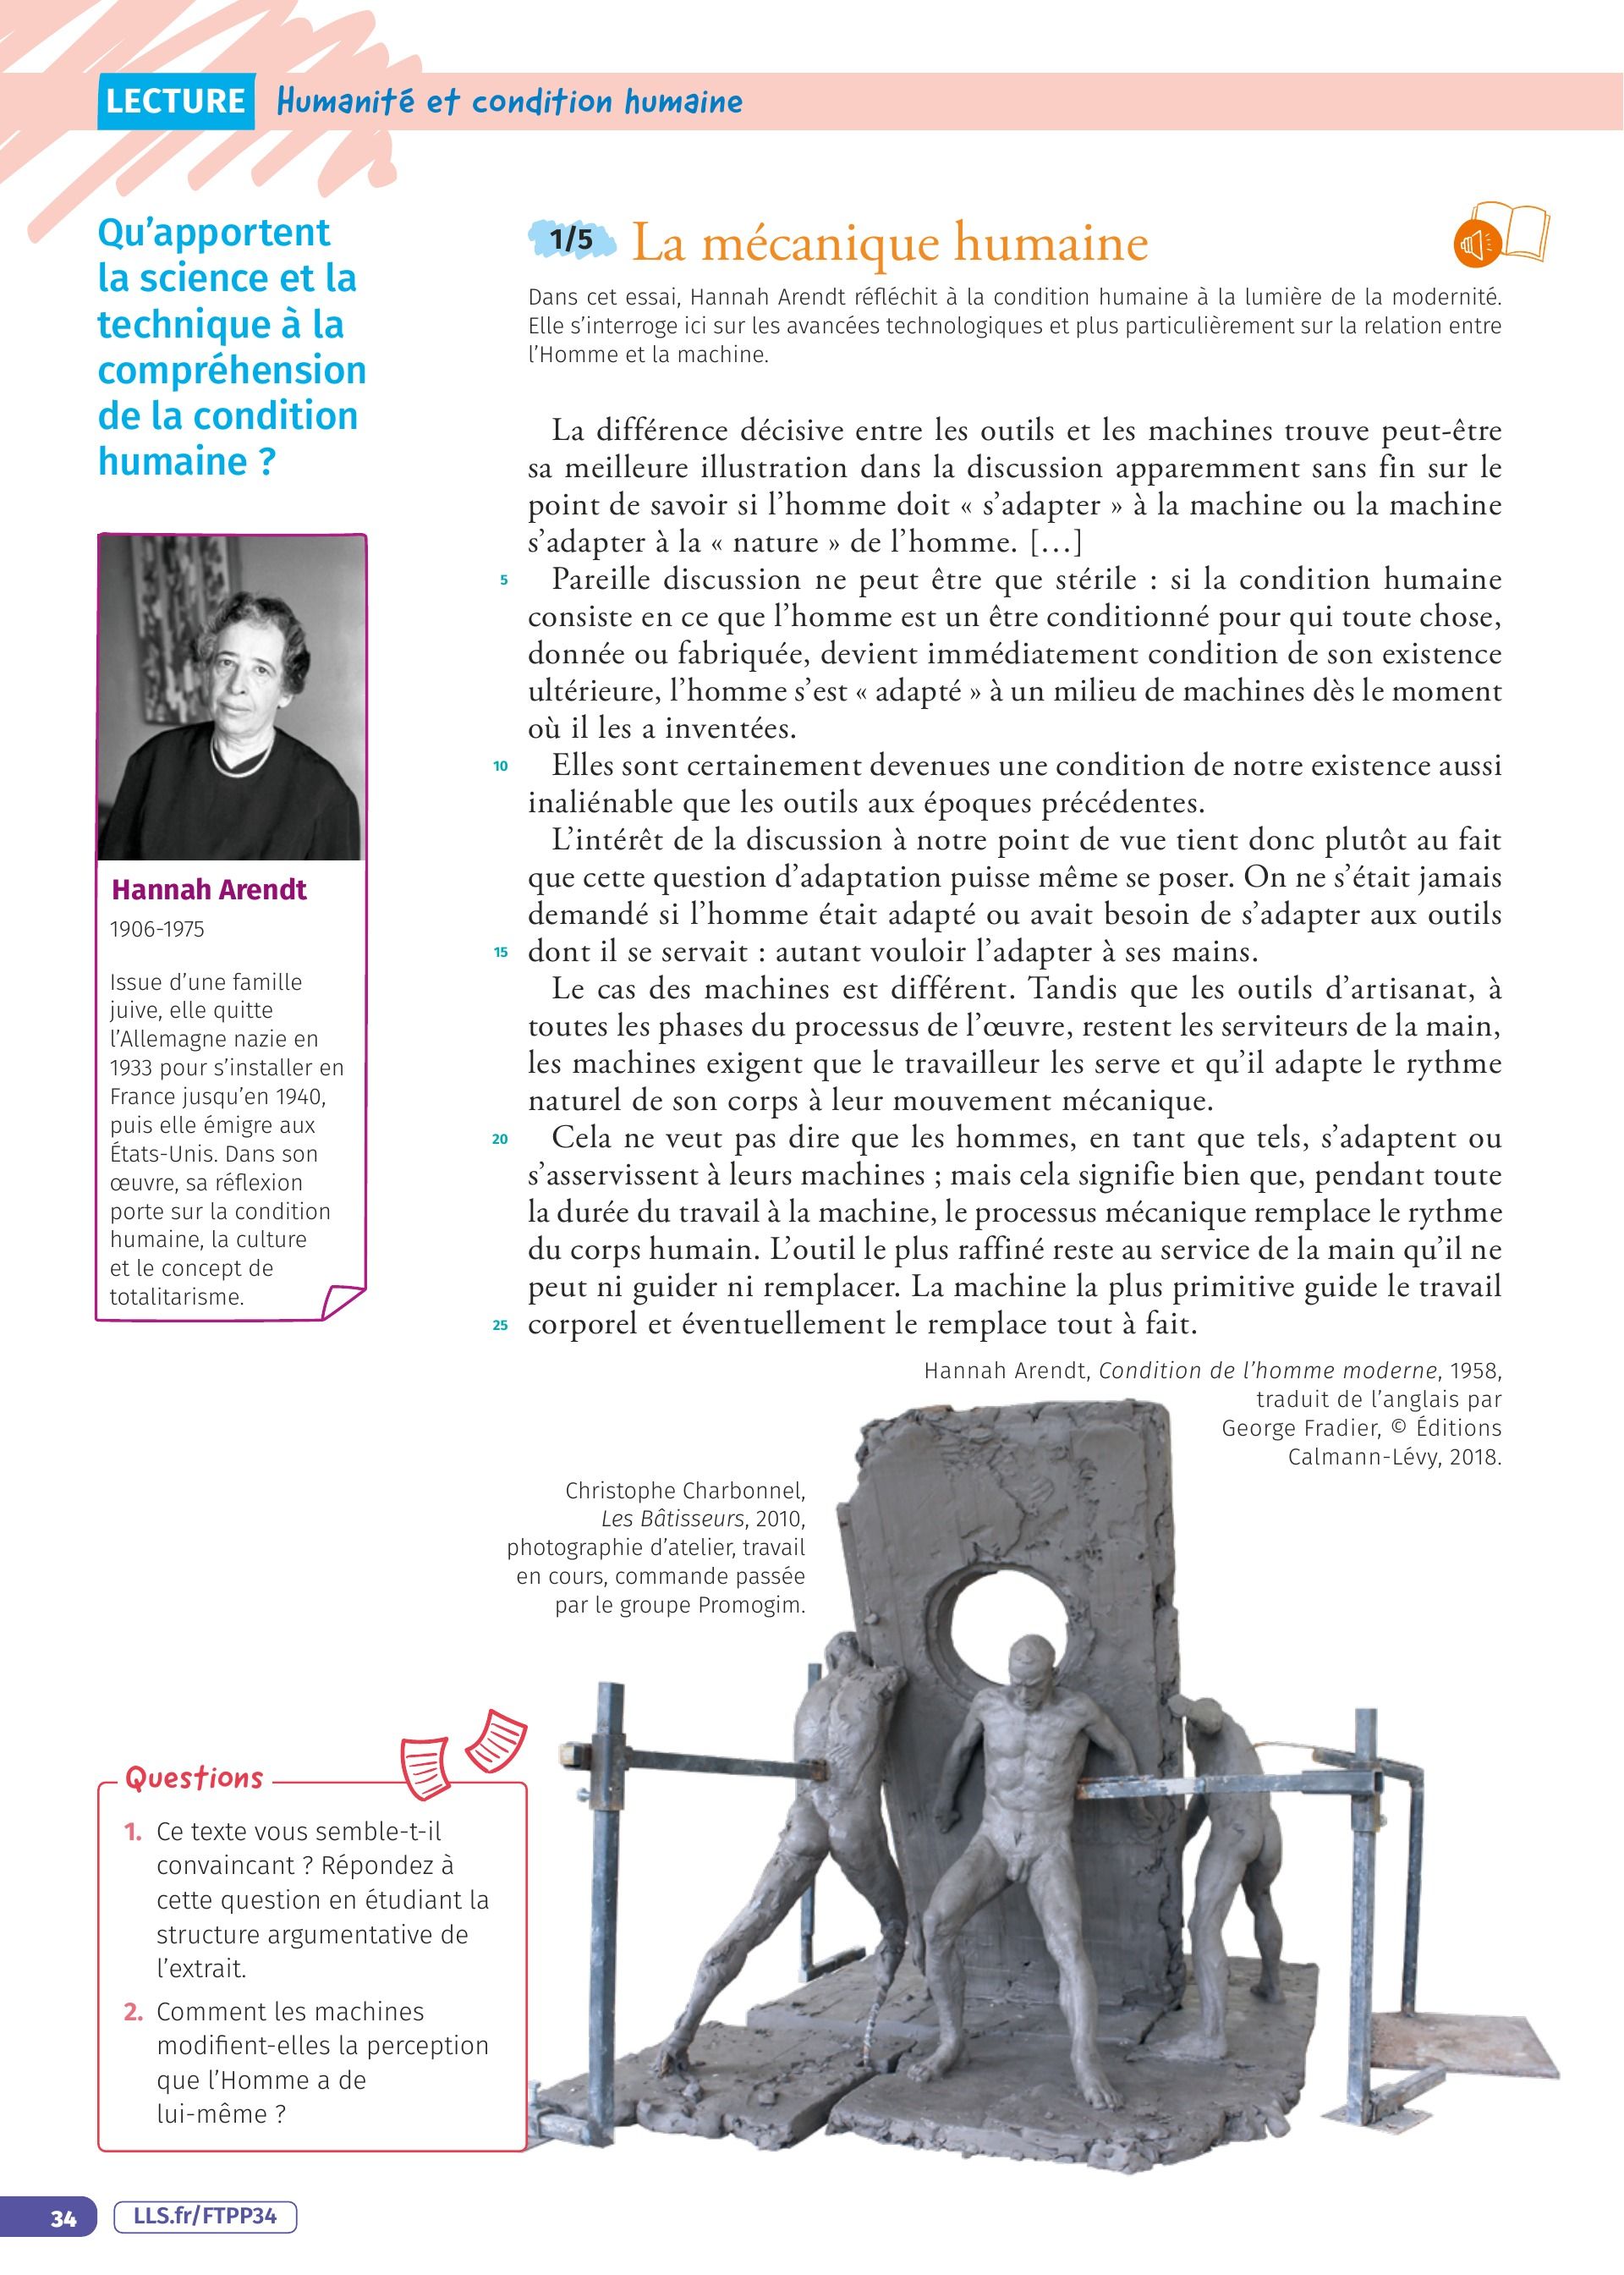 LECTURE Humanité et condition humaine
Qu’apportent
la science et la
technique à la
compréhension
de la condition
humaine ?
Hannah Arendt
1906-1975
Issue d’une famille
juive, elle quitte
l’Allemagne nazie en
1933 pour s’installer en
France jusqu’en 1940,
puis elle émigre aux
États-Unis. Dans son
œuvre, sa réflexion
porte sur la condition
humaine, la culture
et le concept de
totalitarisme.
1/5 La mécanique humaine
Dans cet essai, Hannah Arendt réfléchit à la condition humaine à la lumière de la modernité.
Elle s’interroge ici sur les avancées technologiques et plus particulièrement sur la relation entre
l’Homme et la machine.
La différence décisive entre les outils et les machines trouve peut-être
sa meilleure illustration dans la discussion apparemment sans fin sur le
point de savoir si l’homme doit « s’adapter » à la machine ou la machine
s’adapter à la « nature » de l’homme. […]
5 Pareille discussion ne peut être que stérile : si la condition humaine
consiste en ce que l’homme est un être conditionné pour qui toute chose,
donnée ou fabriquée, devient immédiatement condition de son existence
ultérieure, l’homme s’est « adapté » à un milieu de machines dès le moment
où il les a inventées.
10 Elles sont certainement devenues une condition de notre existence aussi
inaliénable que les outils aux époques précédentes.
L’intérêt de la discussion à notre point de vue tient donc plutôt au fait
que cette question d’adaptation puisse même se poser. On ne s’était jamais
demandé si l’homme était adapté ou avait besoin de s’adapter aux outils
15 dont il se servait : autant vouloir l’adapter à ses mains.
Le cas des machines est différent. Tandis que les outils d’artisanat, à
toutes les phases du processus de l’œuvre, restent les serviteurs de la main,
les machines exigent que le travailleur les serve et qu’il adapte le rythme
naturel de son corps à leur mouvement mécanique.
20 Cela ne veut pas dire que les hommes, en tant que tels, s’adaptent ou
s’asservissent à leurs machines ; mais cela signifie bien que, pendant toute
la durée du travail à la machine, le processus mécanique remplace le rythme
du corps humain. L’outil le plus raffiné reste au service de la main qu’il ne
peut ni guider ni remplacer. La machine la plus primitive guide le travail
25 corporel et éventuellement le remplace tout à fait.
Hannah Arendt, Condition de l’homme moderne, 1958,
traduit de l’anglais par
George Fradier, © Éditions
Calmann-Lévy, 2018.
Christophe Charbonnel,
Les Bâtisseurs, 2010,
photographie d’atelier, travail
en cours, commande passée
par le groupe Promogim.
Questions
1. Ce texte vous semble-t-il
convaincant ? Répondez à
cette question en étudiant la
structure argumentative de
l’extrait.
2. Comment les machines
modifient-elles la perception
que l’Homme a de
lui-même ?
34 LLS.fr/FTPP34